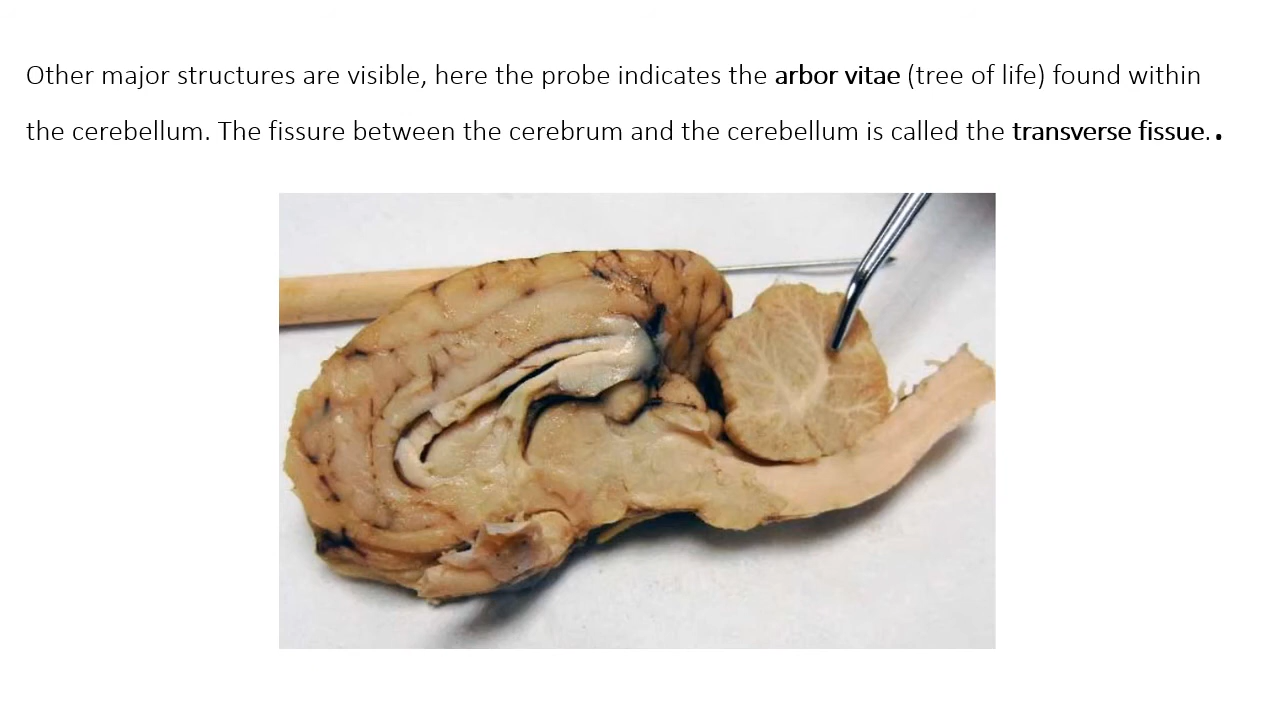 Other major structures are visible, here the probe indicates the arbor vitae (tree of life) found within
the cerebellum. The fissure between the cerebrum and the cerebellum is called the transverse fissue. .